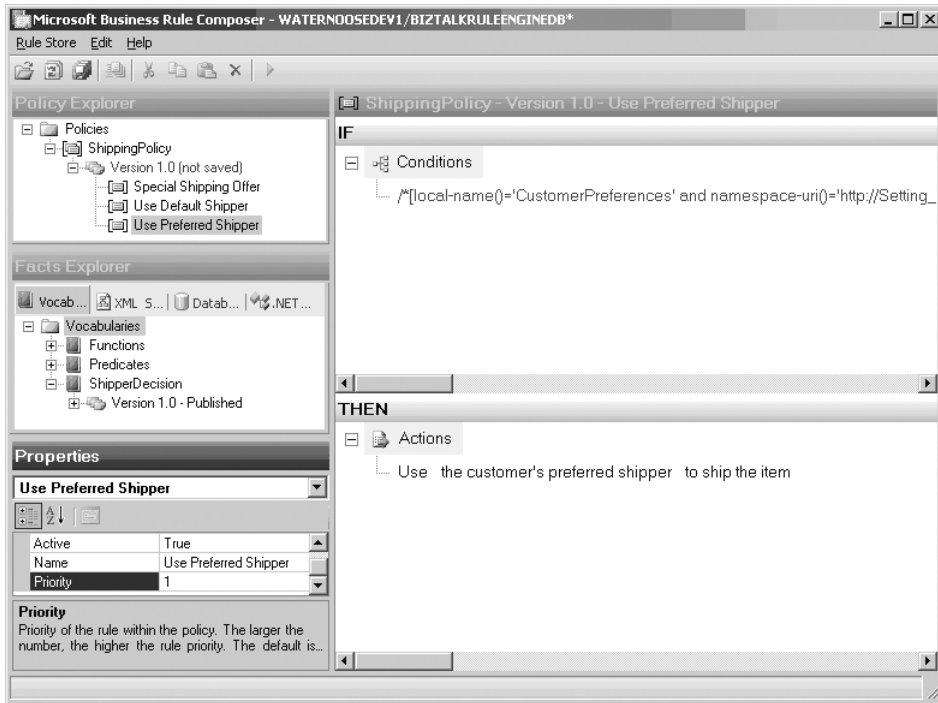 Microsoft Business Rule Composer - WATERNOOSEDEV1/BIZTALKRULEENGINEDB*
Rule Store Edit Help
Policy Explorer
Policies
ShippingPolicy
Version 1.0 (not saved)
Special Shipping Offer
Use Default Shipper
Use Preferred Shipper
Facts Explorer
Vocab... XML S... Datab... .NET...
Vocabularies
Functions
Predicates
ShipperDecision
Version 1.0 - Published
Properties
Use Preferred Shipper
Active True
Name Use Preferred Shipper
Priority 1
Priority
Priority of the rule within the policy. The larger the
number, the higher the rule priority. The default is...
ShippingPolicy - Version 1.0 - Use Preferred Shipper
IF
Conditions
/*[local-name()='CustomerPreferences' and namespace-uri()='http://Setting_
THEN
Actions
Use the customer's preferred shipper to ship the item